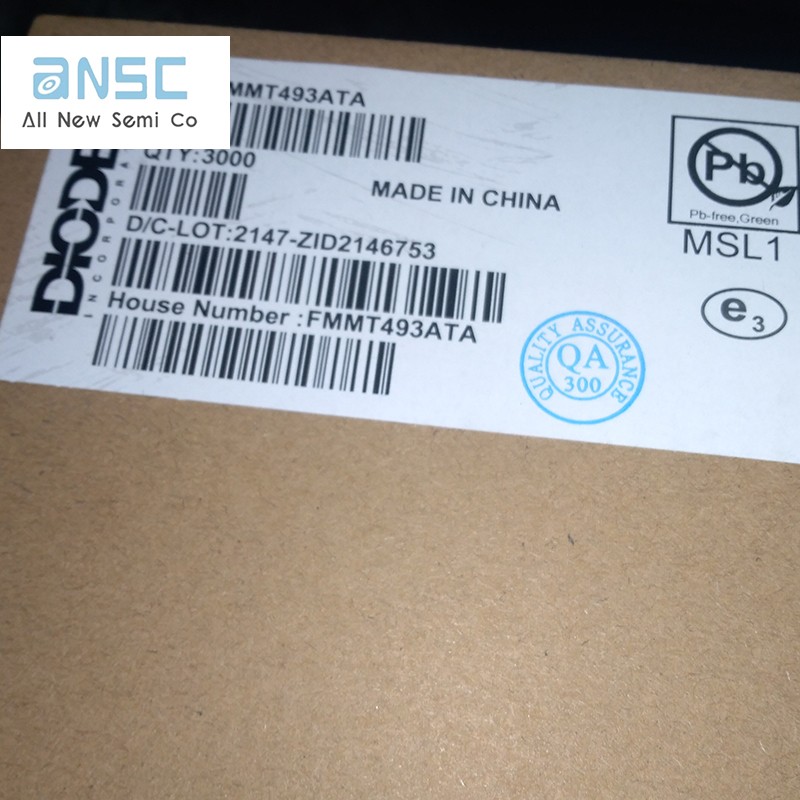 ANSC
All New Semi Co
MMT493ATA
QTY:3000
MADE IN CHINA
D/C-LOT:2147-ZID2146753
House Number :FMMT493ATA
DIODE
INCORPORA
Pb
Pb-free,Green
MSL1
e3
QUALITY ASSURANCE
QA
300